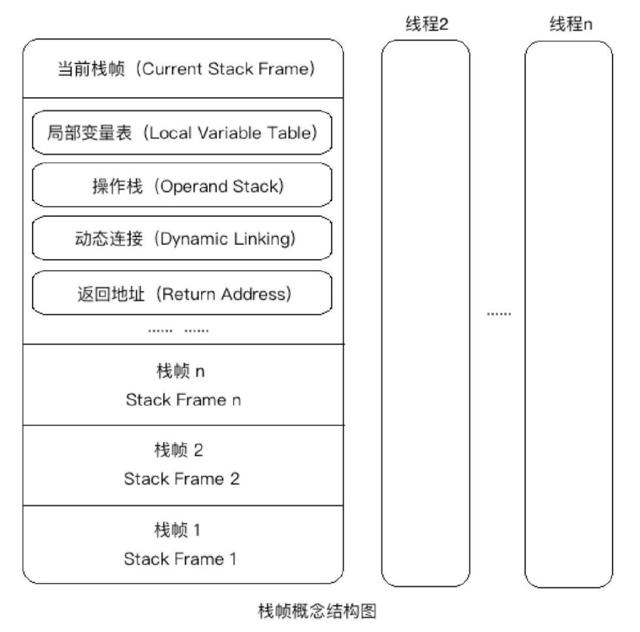 线程2
线程n
当前栈帧（Current Stack Frame）
局部变量表（Local Variable Table）
操作栈（Operand Stack）
动态连接（Dynamic Linking）
返回地址（Return Address）
...... ......
......
栈帧 n
Stack Frame n
栈帧 2
Stack Frame 2
栈帧 1
Stack Frame 1
栈帧概念结构图